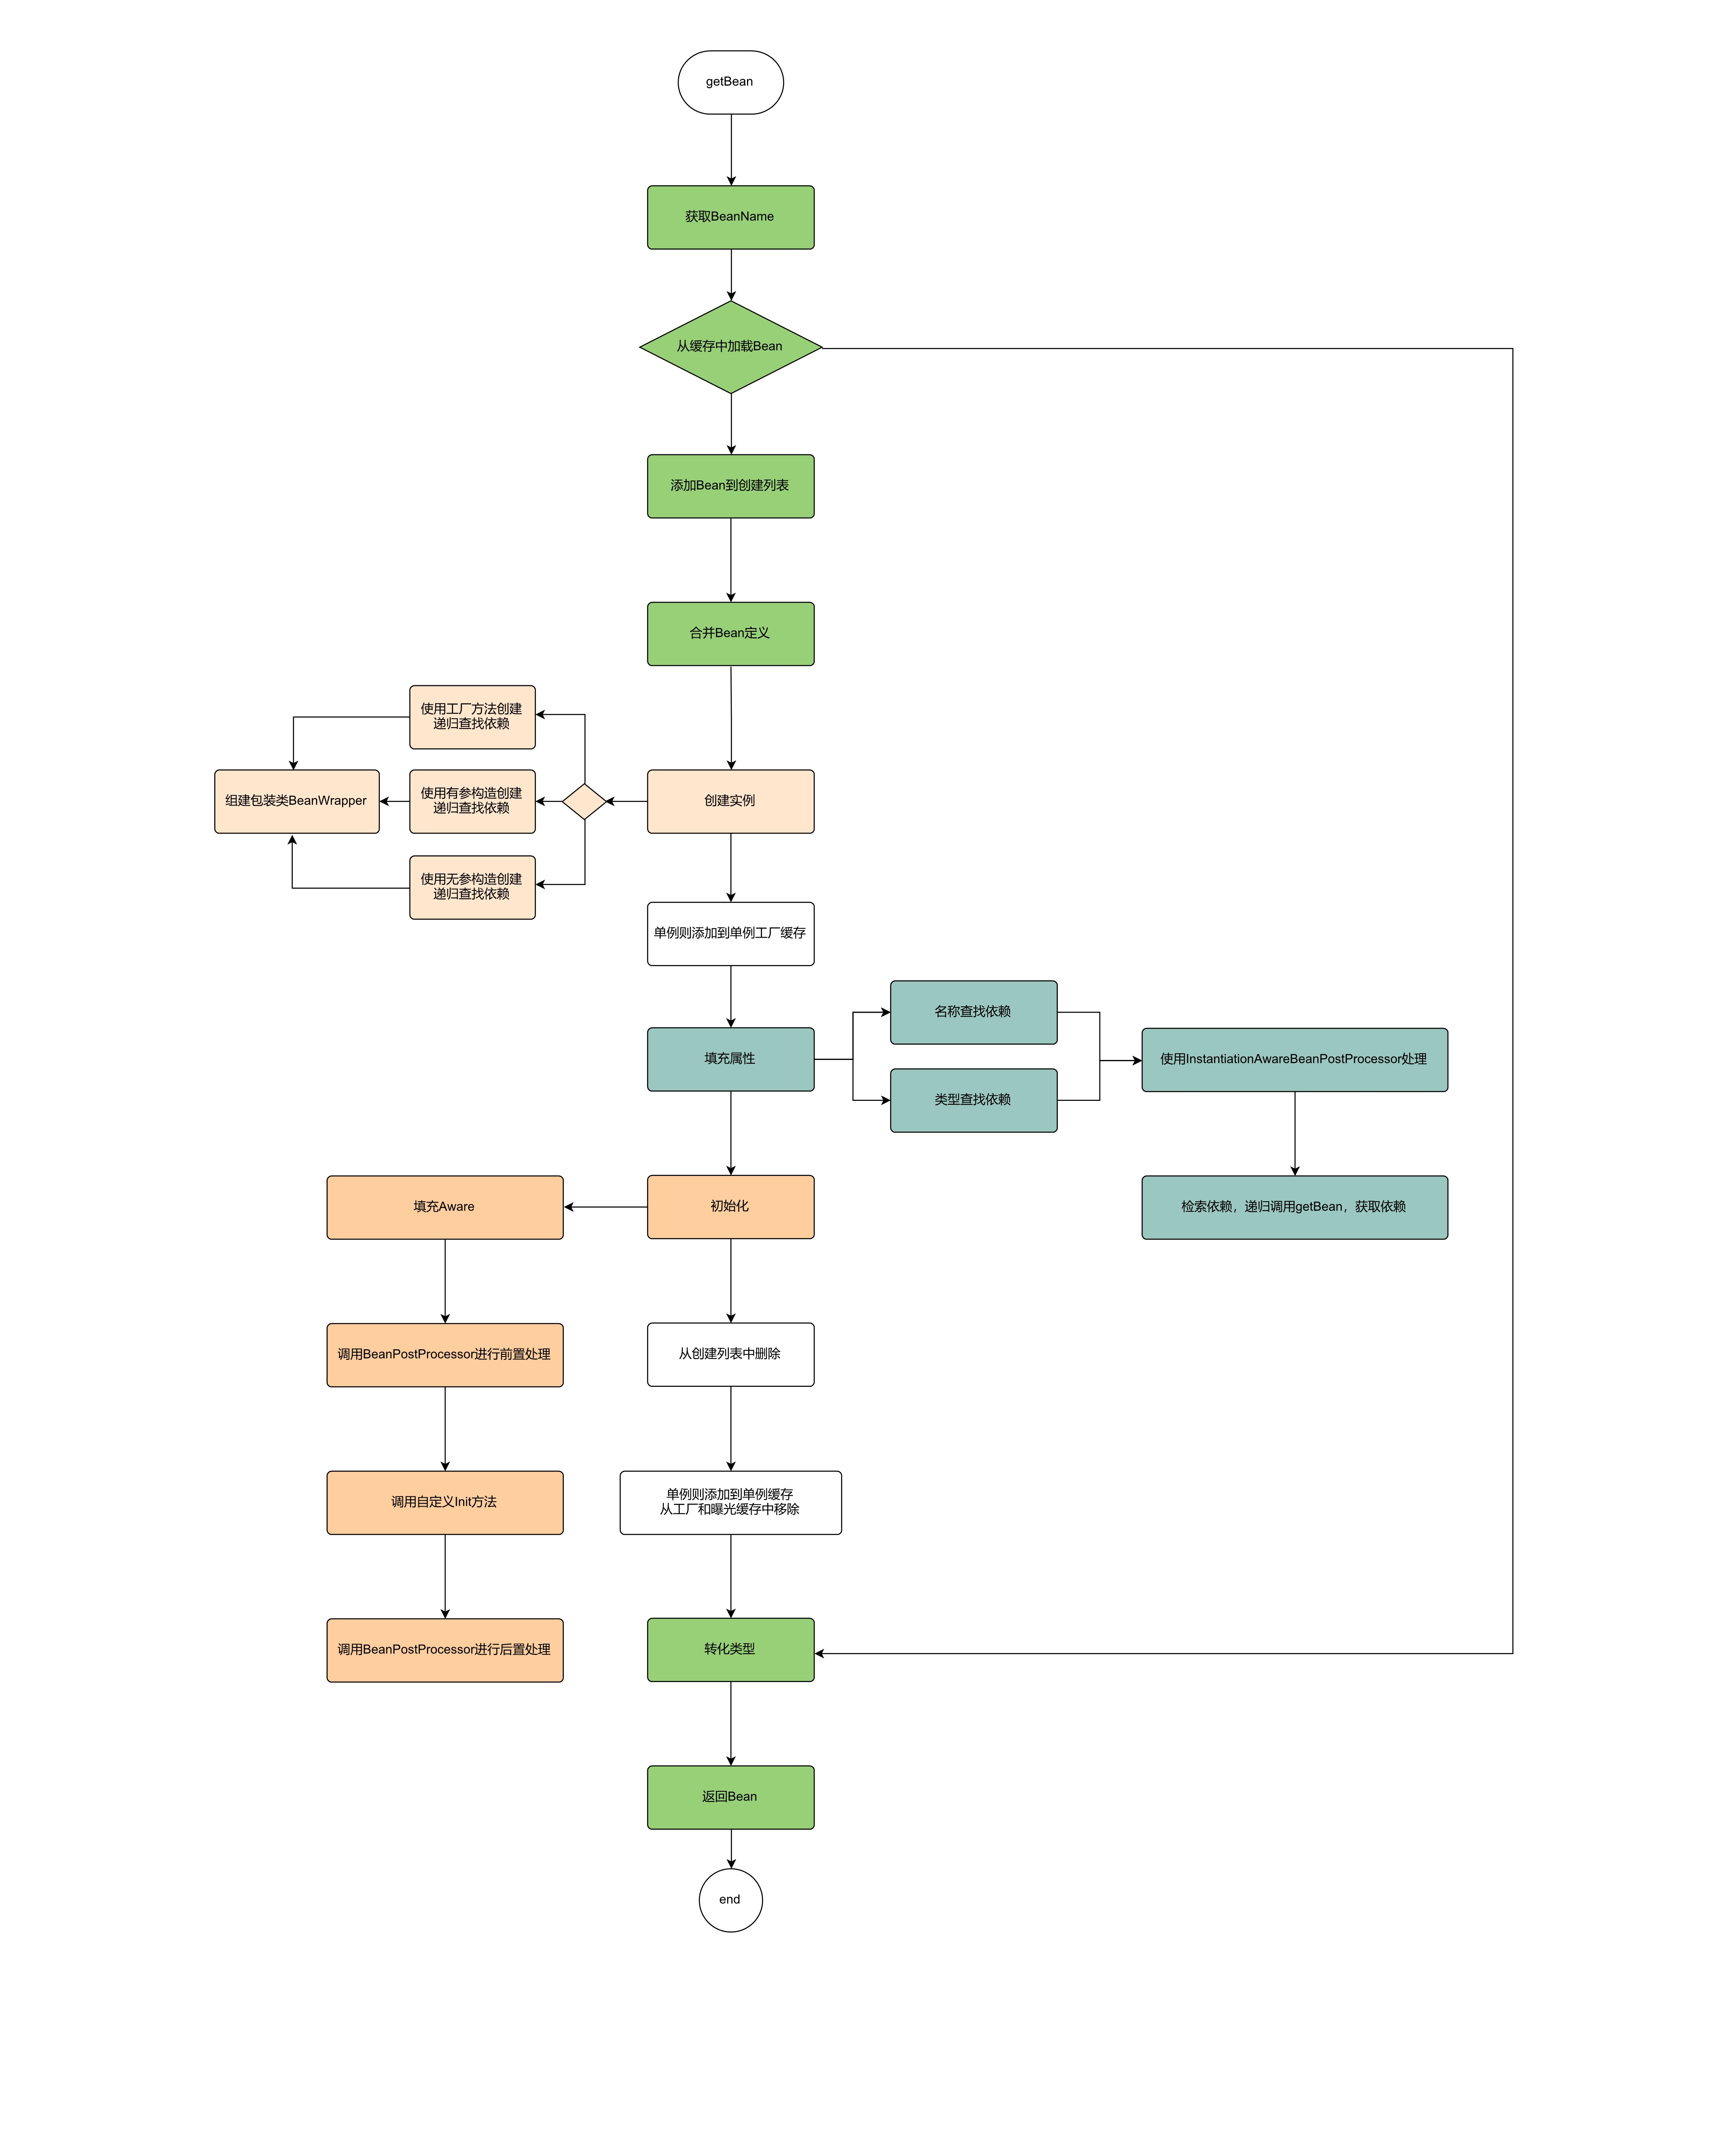 getBean
获取BeanName
从缓存中加载Bean
添加Bean到创建列表
合并Bean定义
使用工厂方法创建
递归查找依赖
组建包装类BeanWrapper
使用有参构造创建
递归查找依赖
创建实例
使用无参构造创建
递归查找依赖
单例则添加到单例工厂缓存
名称查找依赖
填充属性
使用InstantiationAwareBeanPostProcessor处理
类型查找依赖
填充Aware
初始化
检索依赖，递归调用getBean，获取依赖
调用BeanPostProcessor进行前置处理
从创建列表中删除
调用自定义Init方法
单例则添加到单例缓存
从工厂和曝光缓存中移除
调用BeanPostProcessor进行后置处理
转化类型
返回Bean
end